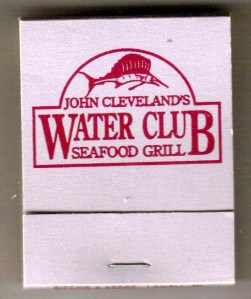 JOHN CLEVELAND'S
WATER CLUB
SEAFOOD GRILL